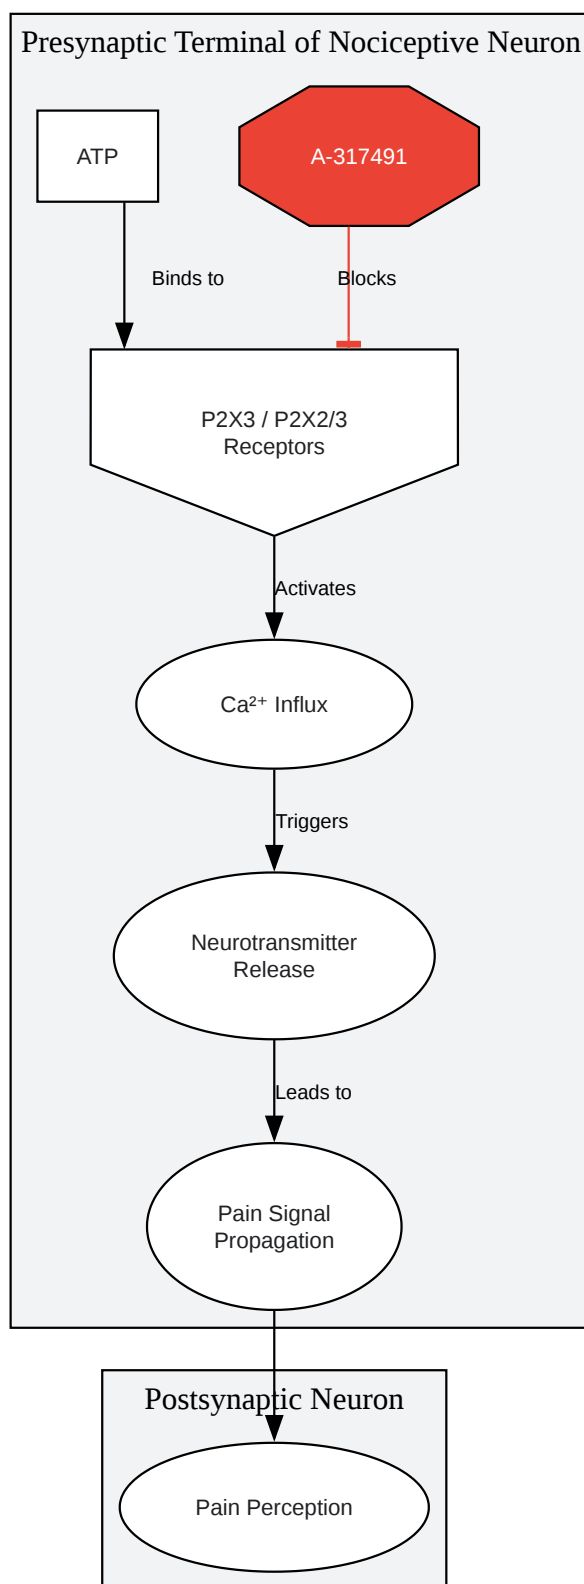 Presynaptic Terminal of Nociceptive Neuron
ATP
A-317491
Binds to
Blocks
P2X3 / P2X2/3
Receptors
Activates
Ca²⁺ Influx
Triggers
Neurotransmitter
Release
Leads to
Pain Signal
Propagation
Postsynaptic Neuron
Pain Perception